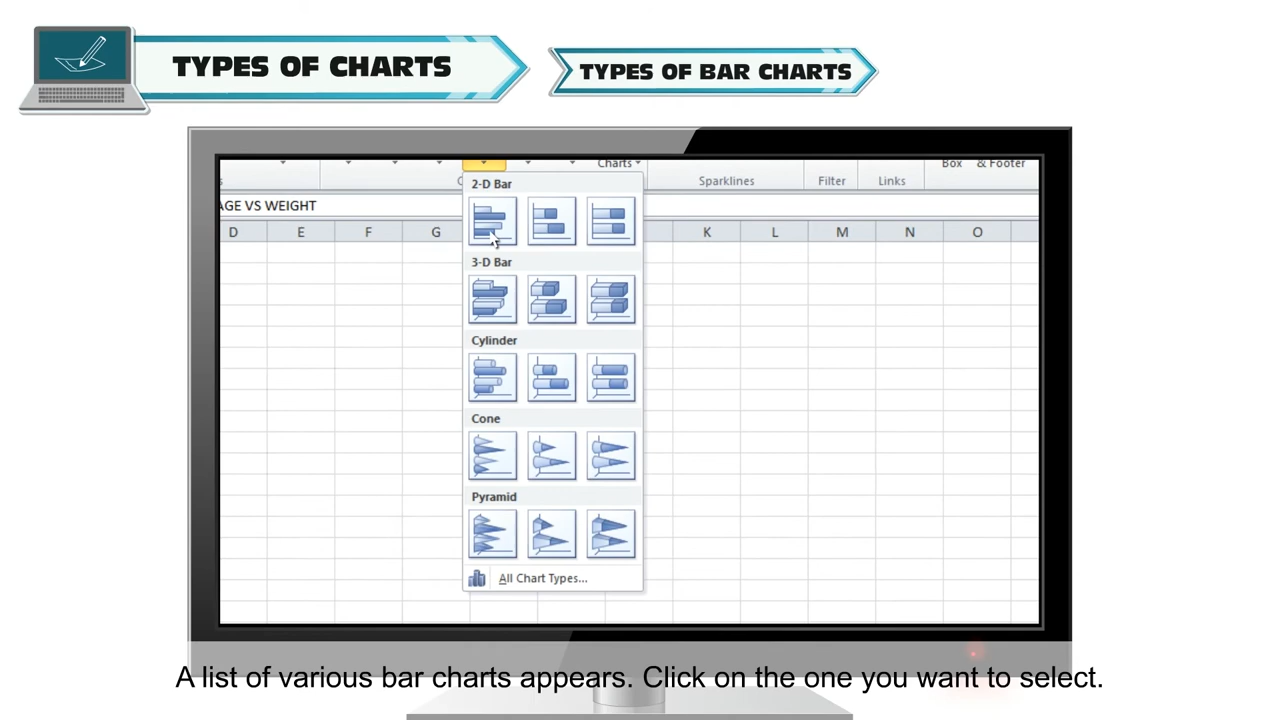 TYPES OF CHARTS
TYPES OF BAR CHARTS
Charts
Box & Footer
Sparklines
Filter
Links
AGE VS WEIGHT
D E F G K L M N O
2-D Bar
3-D Bar
Cylinder
Cone
Pyramid
All Chart Types...
A list of various bar charts appears. Click on the one you want to select.